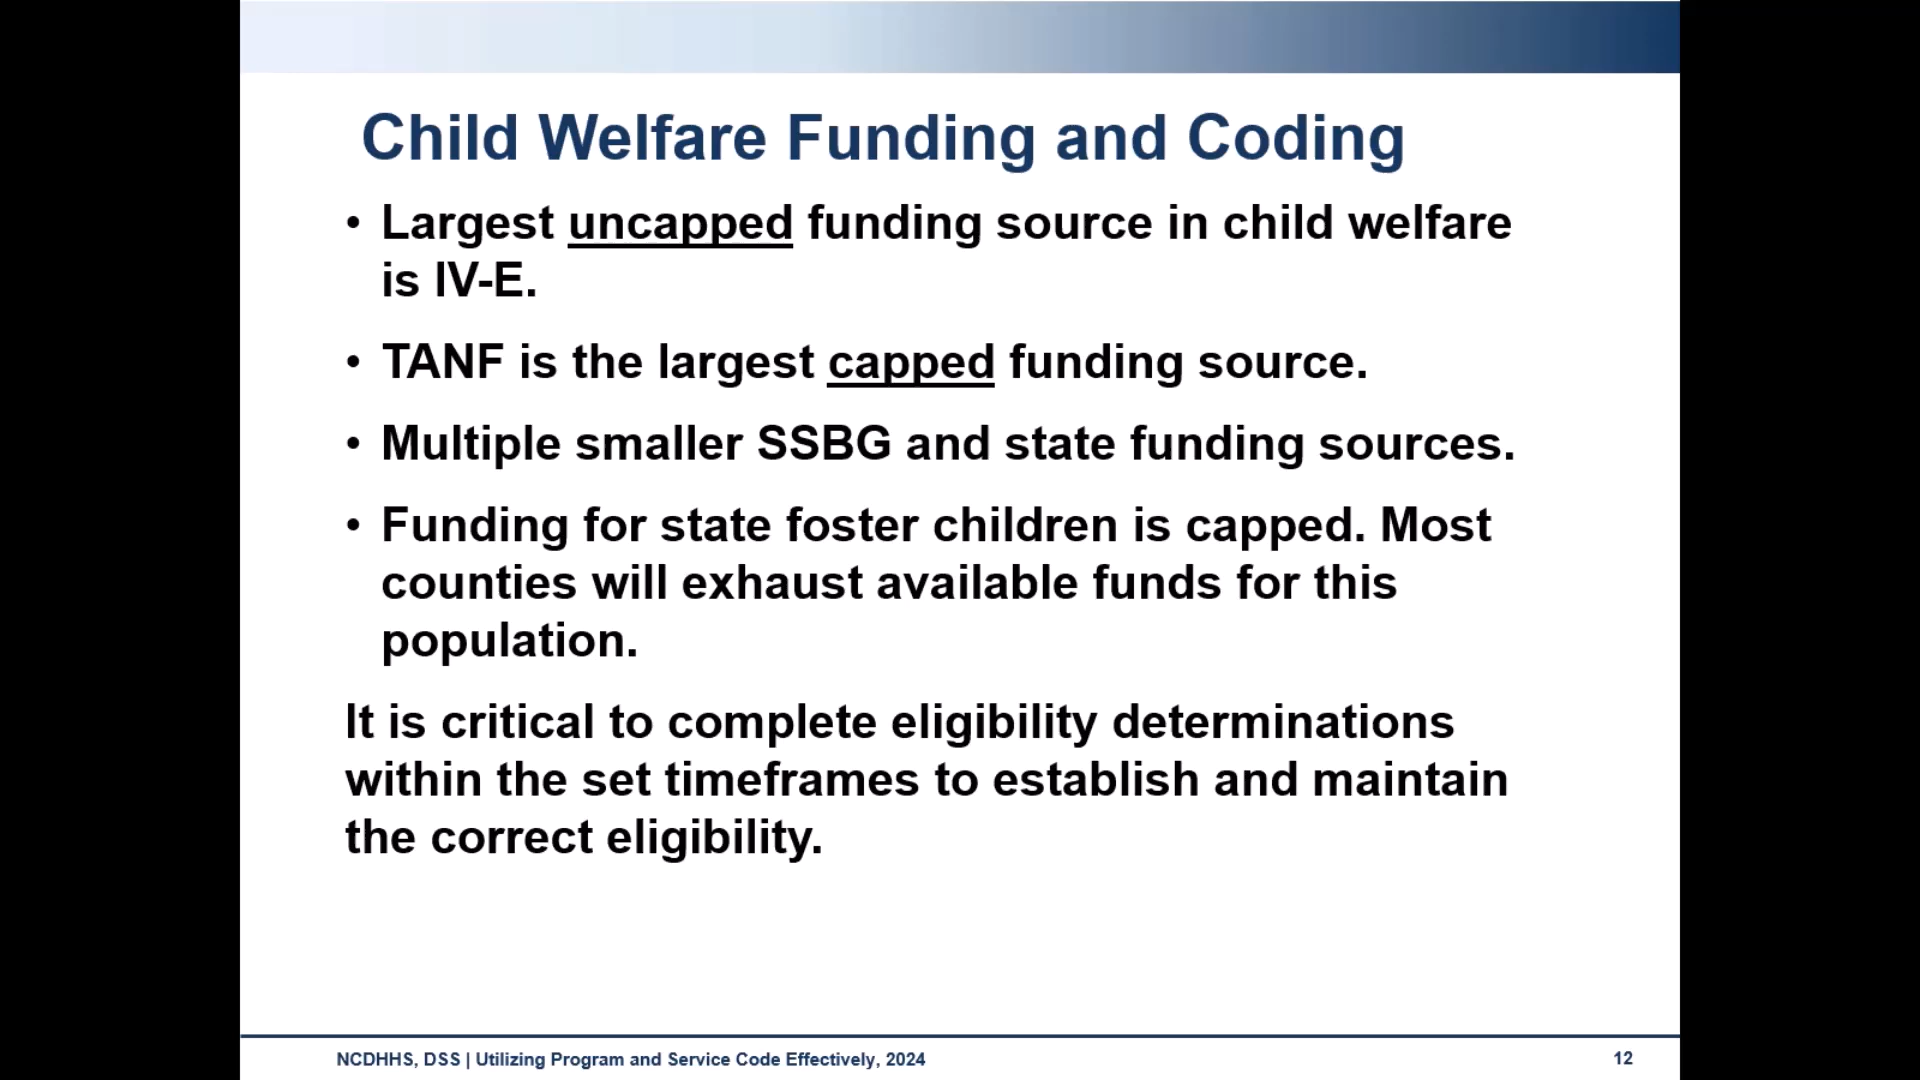 Child Welfare Funding and Coding
• Largest uncapped funding source in child welfare
is IV-E.
• TANF is the largest capped funding source.
• Multiple smaller SSBG and state funding sources.
• Funding for state foster children is capped. Most
counties will exhaust available funds for this
population.
It is critical to complete eligibility determinations
within the set timeframes to establish and maintain
the correct eligibility.
NCDHHS, DSS | Utilizing Program and Service Code Effectively, 2024
12